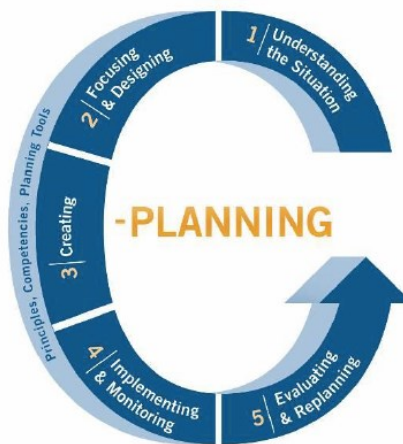 1 Understanding
the Situation
2 Focusing
& Designing
3 Creating
4 Implementing
& Monitoring
5 Evaluating
& Replanning
Principles, Competencies, Planning Tools
-PLANNING